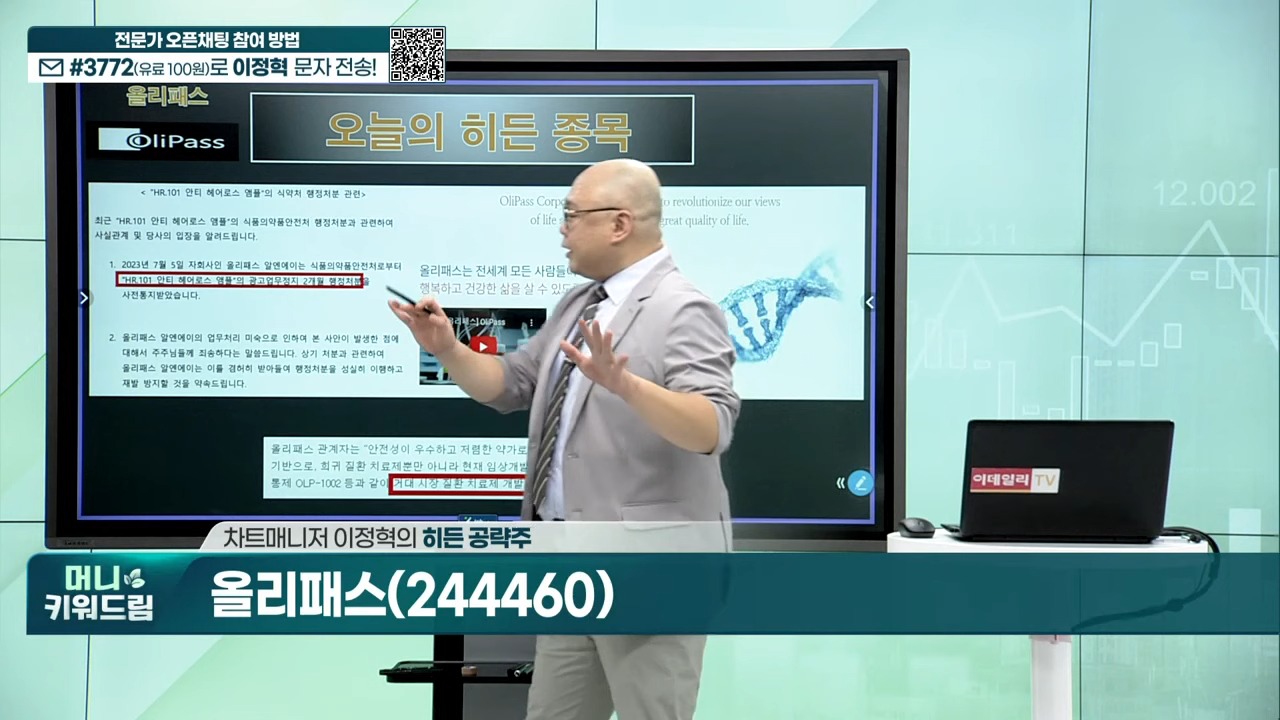 전문가 오픈채팅 참여 방법
#3772(유료 100원)로 이정혁 문자 전송!
올리패스
OliPass
오늘의 히든 종목
< "HR.101 안티 헤어로스 앰플"의 식약처 행정처분 관련>
최근 "HR.101 안티 헤어로스 앰플"의 식품의약품안전처 행정처분과 관련하여
사실관계 및 당사의 입장을 알려드립니다.
1. 2023년 7월 5일 자회사인 올리패스 알엔에이는 식품의약품안전처로부터
"HR.101 안티 헤어로스 앰플"의 광고업무정지 2개월 행정처분을
사전통지받았습니다.
2. 올리패스 알엔에이의 업무처리 미숙으로 인하여 본 사안이 발생한 점에
대해서 주주님들께 죄송하다는 말씀드립니다. 상기 처분과 관련하여
올리패스 알엔에이는 이를 겸허히 받아들여 행정처분을 성실히 이행하고
재발 방지할 것을 약속드립니다.
OliPass to revolutionize our views
of life great quality of life.
올리패스는 전세계 모든
행복하고 건강한 삶을 살 수
OliPass
올리패스 관계자는 "안전성이 우수하고 저렴한
기반으로, 희귀 질환 치료제뿐만 아니라 현재
통제 OLP-1002 등과 같이 거대 시장 질환 치료제 개발
12.002
이데일리TV
차트매니저 이정혁의 히든 공략주
머니
키워드림
올리패스(244460)